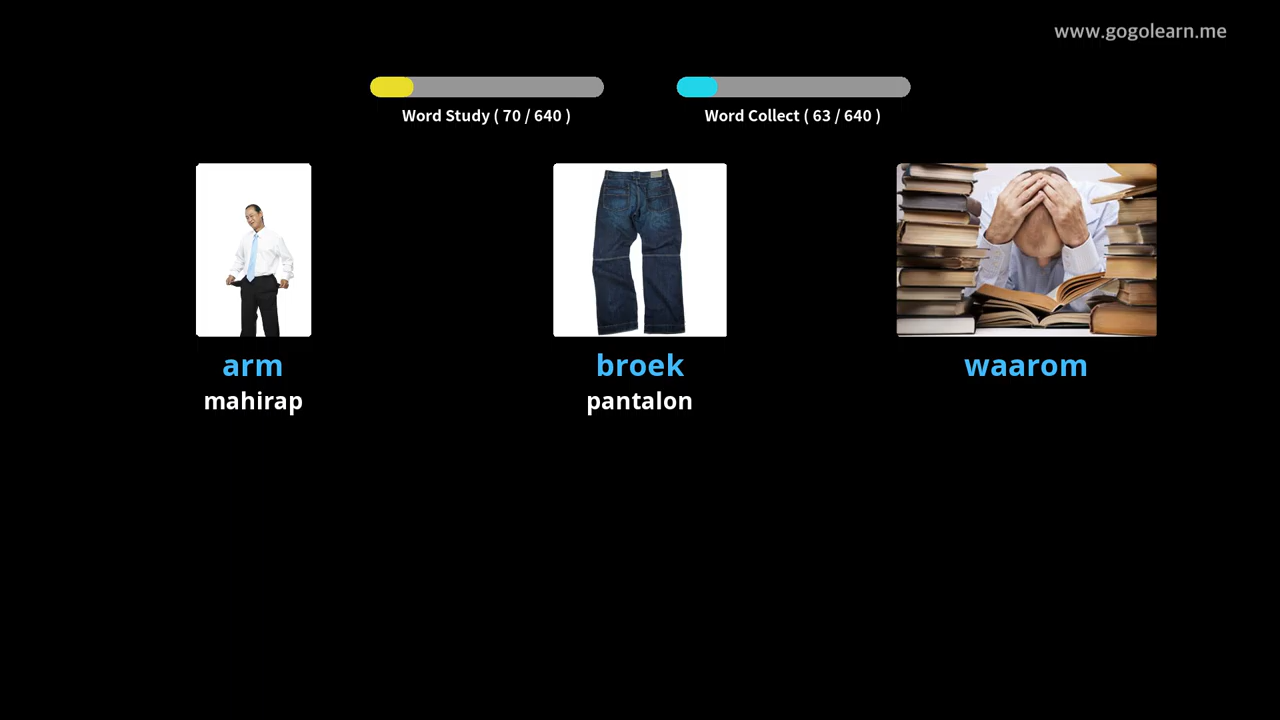 www.gogolearn.me
Word Study ( 70 / 640 )
Word Collect ( 63 / 640 )
arm
mahirap
broek
pantalon
waarom